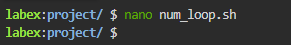 labex:project/ $ nano num_loop.sh
labex:project/ $